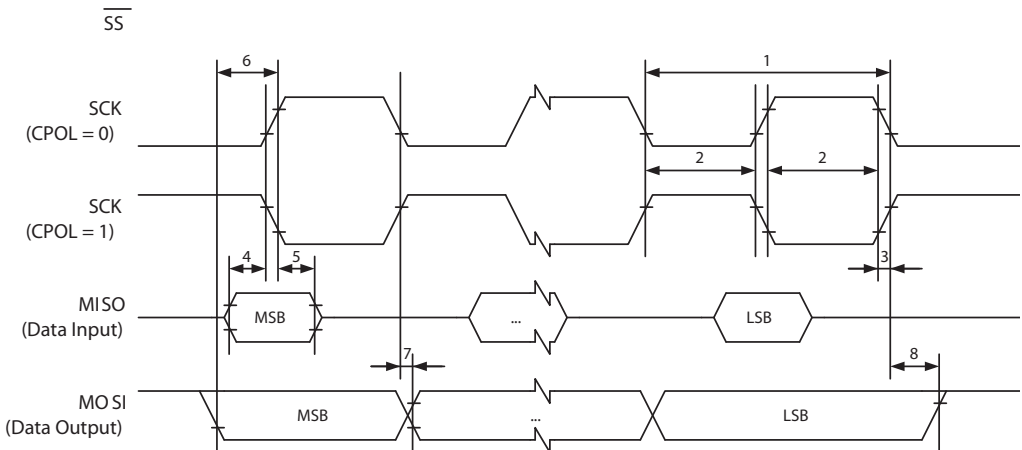 SS
6
1
SCK
(CPOL = 0)
2
2
SCK
(CPOL = 1)
4
5
3
MISO
(Data Input)
MSB
...
LSB
7
8
MOSI
(Data Output)
MSB
...
LSB